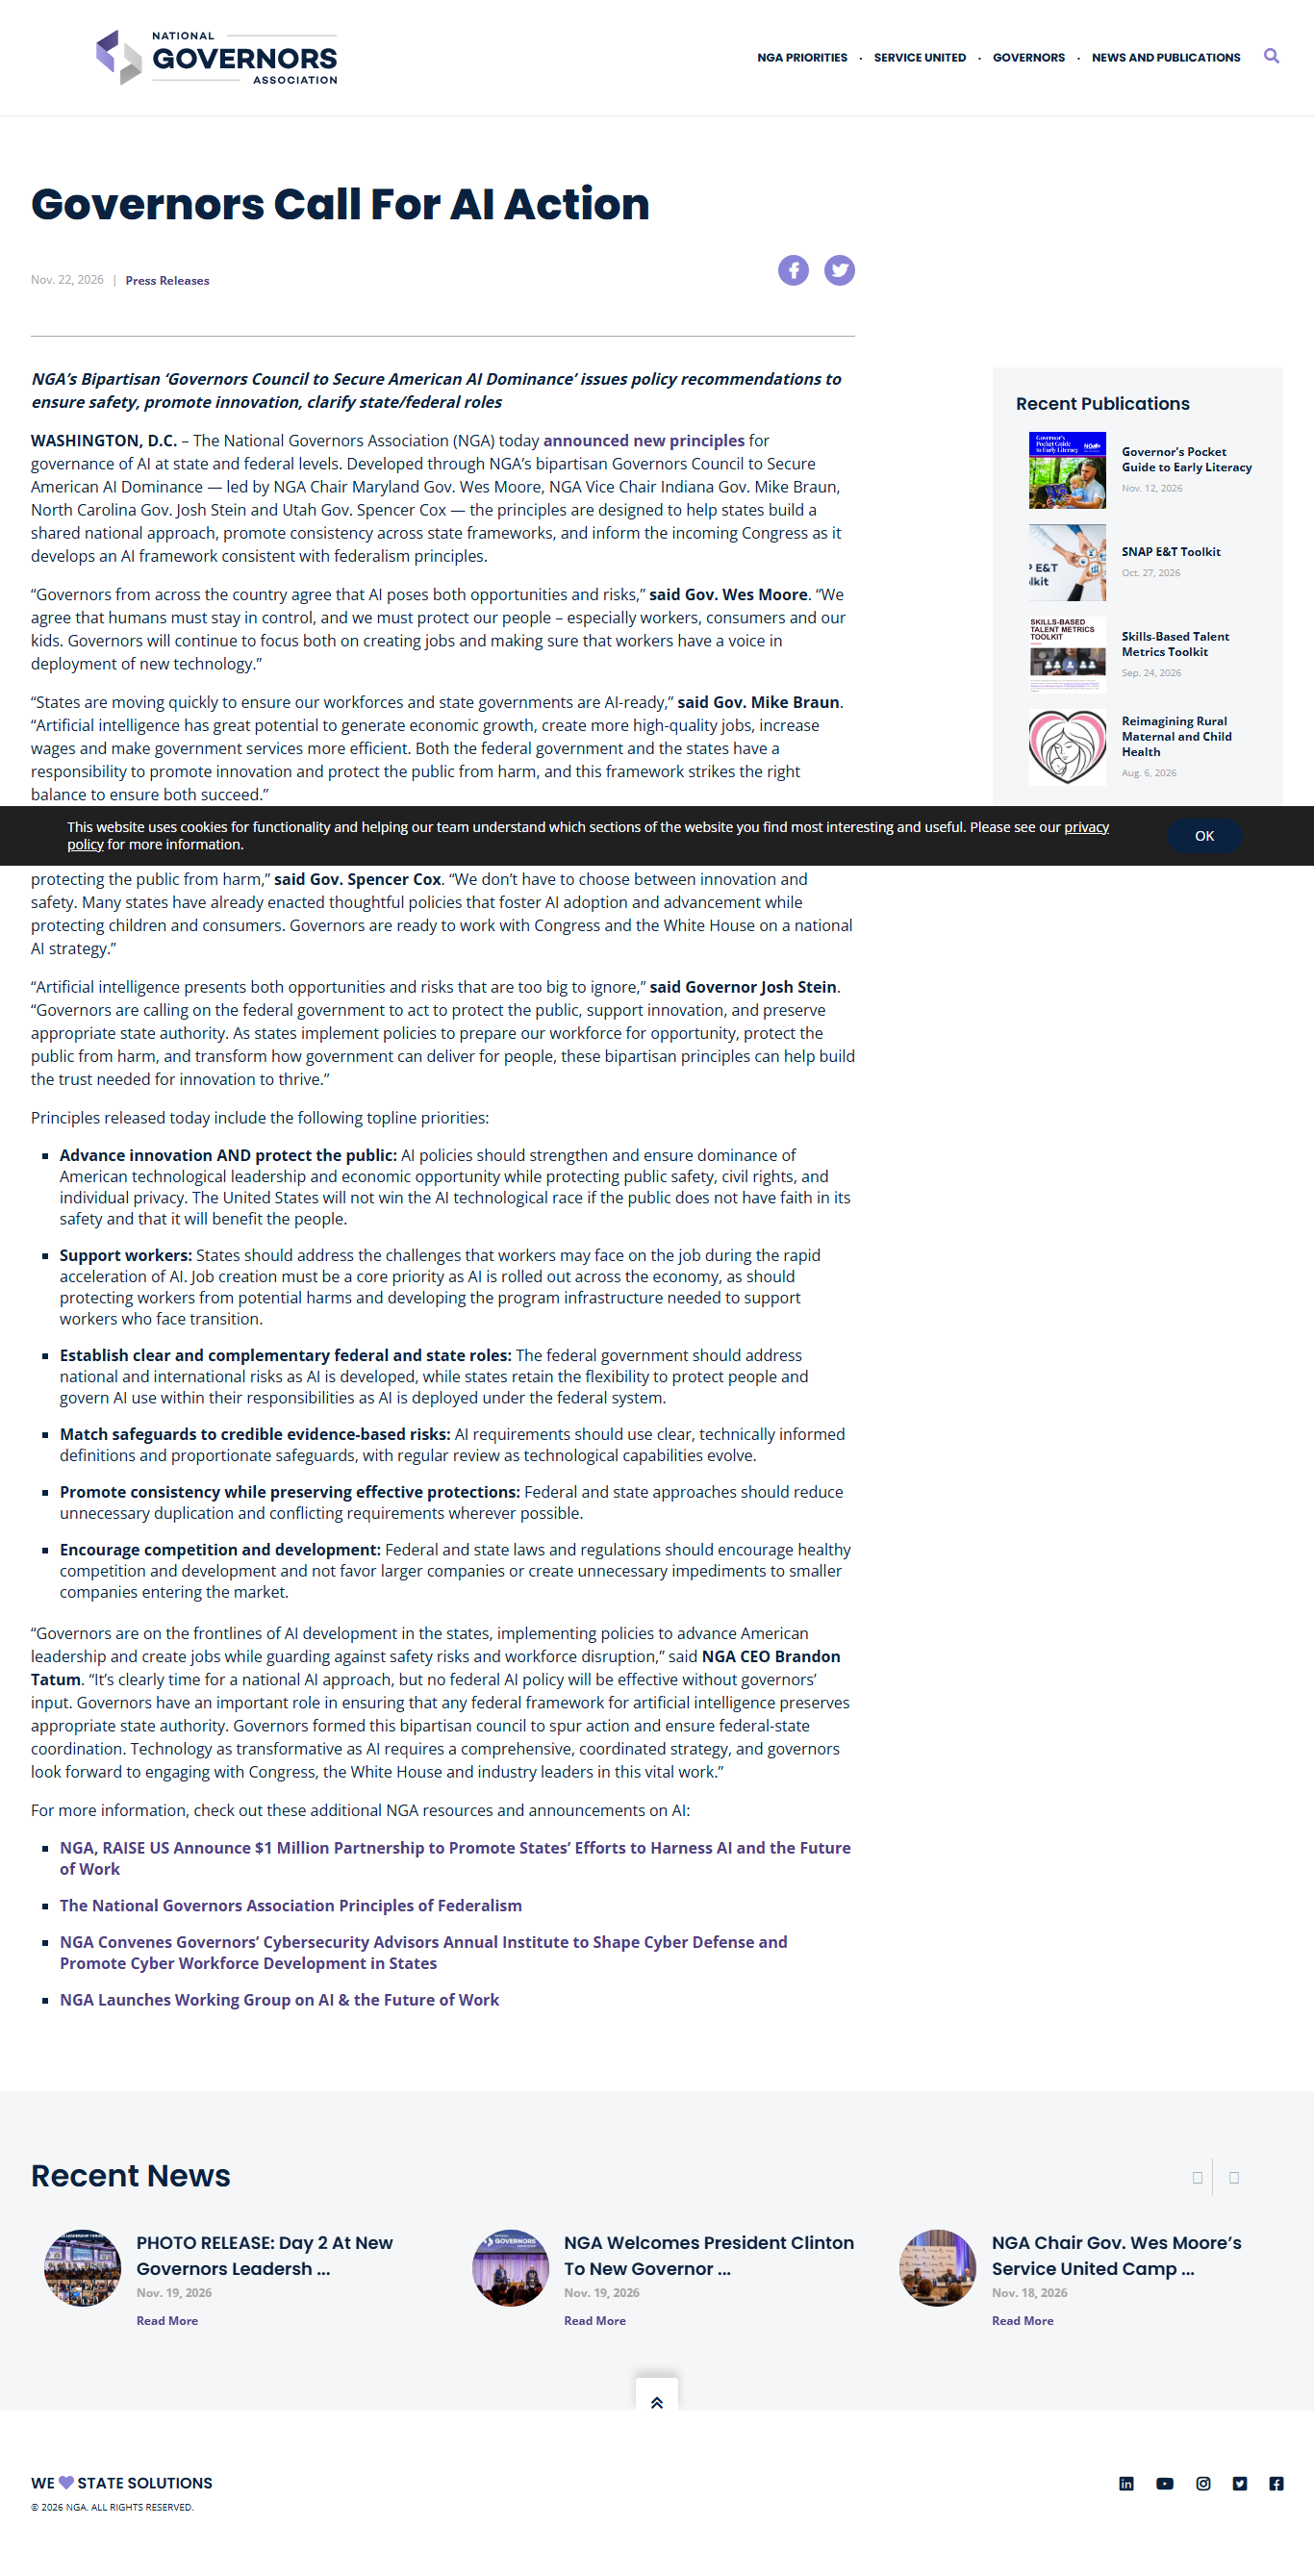 NATIONAL
GOVERNORS
ASSOCIATION
NGA PRIORITIES · SERVICE UNITED · GOVERNORS · NEWS AND PUBLICATIONS
Governors Call For AI Action
Nov. 22, 2026 | Press Releases
NGA’s Bipartisan ‘Governors Council to Secure American AI Dominance’ issues policy recommendations to
ensure safety, promote innovation, clarify state/federal roles
WASHINGTON, D.C. – The National Governors Association (NGA) today announced new principles for
governance of AI at state and federal levels. Developed through NGA’s bipartisan Governors Council to Secure
American AI Dominance — led by NGA Chair Maryland Gov. Wes Moore, NGA Vice Chair Indiana Gov. Mike Braun,
North Carolina Gov. Josh Stein and Utah Gov. Spencer Cox — the principles are designed to help states build a
shared national approach, promote consistency across state frameworks, and inform the incoming Congress as it
develops an AI framework consistent with federalism principles.
“Governors from across the country agree that AI poses both opportunities and risks,” said Gov. Wes Moore. “We
agree that humans must stay in control, and we must protect our people – especially workers, consumers and our
kids. Governors will continue to focus both on creating jobs and making sure that workers have a voice in
deployment of new technology.”
“States are moving quickly to ensure our workforces and state governments are AI-ready,” said Gov. Mike Braun.
“Artificial intelligence has great potential to generate economic growth, create more high-quality jobs, increase
wages and make government services more efficient. Both the federal government and the states have a
responsibility to promote innovation and protect the public from harm, and this framework strikes the right
balance to ensure both succeed.”
Recent Publications
Governor's
Pocket Guide
to Early Literacy
NGA
Governor’s Pocket
Guide to Early Literacy
Nov. 12, 2026
P E&T
lkit
SNAP E&T Toolkit
Oct. 27, 2026
SKILLS-BASED
TALENT METRICS
TOOLKIT
Skills-Based Talent
Metrics Toolkit
Sep. 24, 2026
Reimagining Rural
Maternal and Child
Health
Aug. 6, 2026
This website uses cookies for functionality and helping our team understand which sections of the website you find most interesting and useful. Please see our privacy
policy for more information.
OK
protecting the public from harm,” said Gov. Spencer Cox. “We don’t have to choose between innovation and
safety. Many states have already enacted thoughtful policies that foster AI adoption and advancement while
protecting children and consumers. Governors are ready to work with Congress and the White House on a national
AI strategy.”
“Artificial intelligence presents both opportunities and risks that are too big to ignore,” said Governor Josh Stein.
“Governors are calling on the federal government to act to protect the public, support innovation, and preserve
appropriate state authority. As states implement policies to prepare our workforce for opportunity, protect the
public from harm, and transform how government can deliver for people, these bipartisan principles can help build
the trust needed for innovation to thrive.”
Principles released today include the following topline priorities:
▪ Advance innovation AND protect the public: AI policies should strengthen and ensure dominance of
American technological leadership and economic opportunity while protecting public safety, civil rights, and
individual privacy. The United States will not win the AI technological race if the public does not have faith in its
safety and that it will benefit the people.
▪ Support workers: States should address the challenges that workers may face on the job during the rapid
acceleration of AI. Job creation must be a core priority as AI is rolled out across the economy, as should
protecting workers from potential harms and developing the program infrastructure needed to support
workers who face transition.
▪ Establish clear and complementary federal and state roles: The federal government should address
national and international risks as AI is developed, while states retain the flexibility to protect people and
govern AI use within their responsibilities as AI is deployed under the federal system.
▪ Match safeguards to credible evidence-based risks: AI requirements should use clear, technically informed
definitions and proportionate safeguards, with regular review as technological capabilities evolve.
▪ Promote consistency while preserving effective protections: Federal and state approaches should reduce
unnecessary duplication and conflicting requirements wherever possible.
▪ Encourage competition and development: Federal and state laws and regulations should encourage healthy
competition and development and not favor larger companies or create unnecessary impediments to smaller
companies entering the market.
“Governors are on the frontlines of AI development in the states, implementing policies to advance American
leadership and create jobs while guarding against safety risks and workforce disruption,” said NGA CEO Brandon
Tatum. “It’s clearly time for a national AI approach, but no federal AI policy will be effective without governors’
input. Governors have an important role in ensuring that any federal framework for artificial intelligence preserves
appropriate state authority. Governors formed this bipartisan council to spur action and ensure federal-state
coordination. Technology as transformative as AI requires a comprehensive, coordinated strategy, and governors
look forward to engaging with Congress, the White House and industry leaders in this vital work.”
For more information, check out these additional NGA resources and announcements on AI:
▪ NGA, RAISE US Announce $1 Million Partnership to Promote States’ Efforts to Harness AI and the Future
of Work
▪ The National Governors Association Principles of Federalism
▪ NGA Convenes Governors’ Cybersecurity Advisors Annual Institute to Shape Cyber Defense and
Promote Cyber Workforce Development in States
▪ NGA Launches Working Group on AI & the Future of Work
Recent News
PHOTO RELEASE: Day 2 At New
Governors Leadersh ...
Nov. 19, 2026
Read More
NGA Welcomes President Clinton
To New Governor ...
Nov. 19, 2026
Read More
NGA Chair Gov. Wes Moore’s
Service United Camp ...
Nov. 18, 2026
Read More
WE STATE SOLUTIONS
© 2026 NGA. ALL RIGHTS RESERVED.